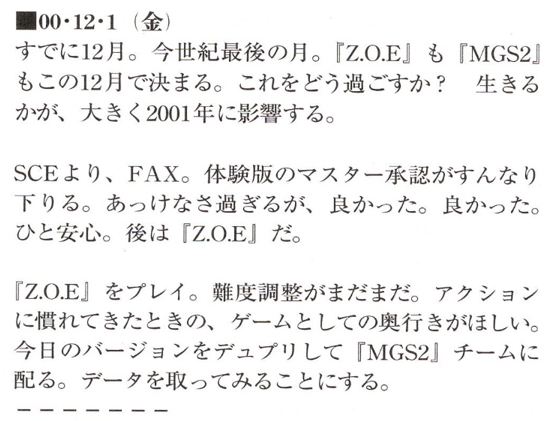 ■00・12・1（金）
すでに12月。今世紀最後の月。『Z.O.E』も『MGS2』
もこの12月で決まる。これをどう過ごすか？　生きる
かが、大きく2001年に影響する。
SCEより、FAX。体験版のマスター承認がすんなり
下りる。あっけなさ過ぎるが、良かった。良かった。
ひと安心。後は『Z.O.E』だ。
『Z.O.E』をプレイ。難度調整がまだまだ。アクション
に慣れてきたときの、ゲームとしての奥行きがほしい。
今日のバージョンをデュプリして『MGS2』チームに
配る。データを取ってみることにする。
－－－－－－－